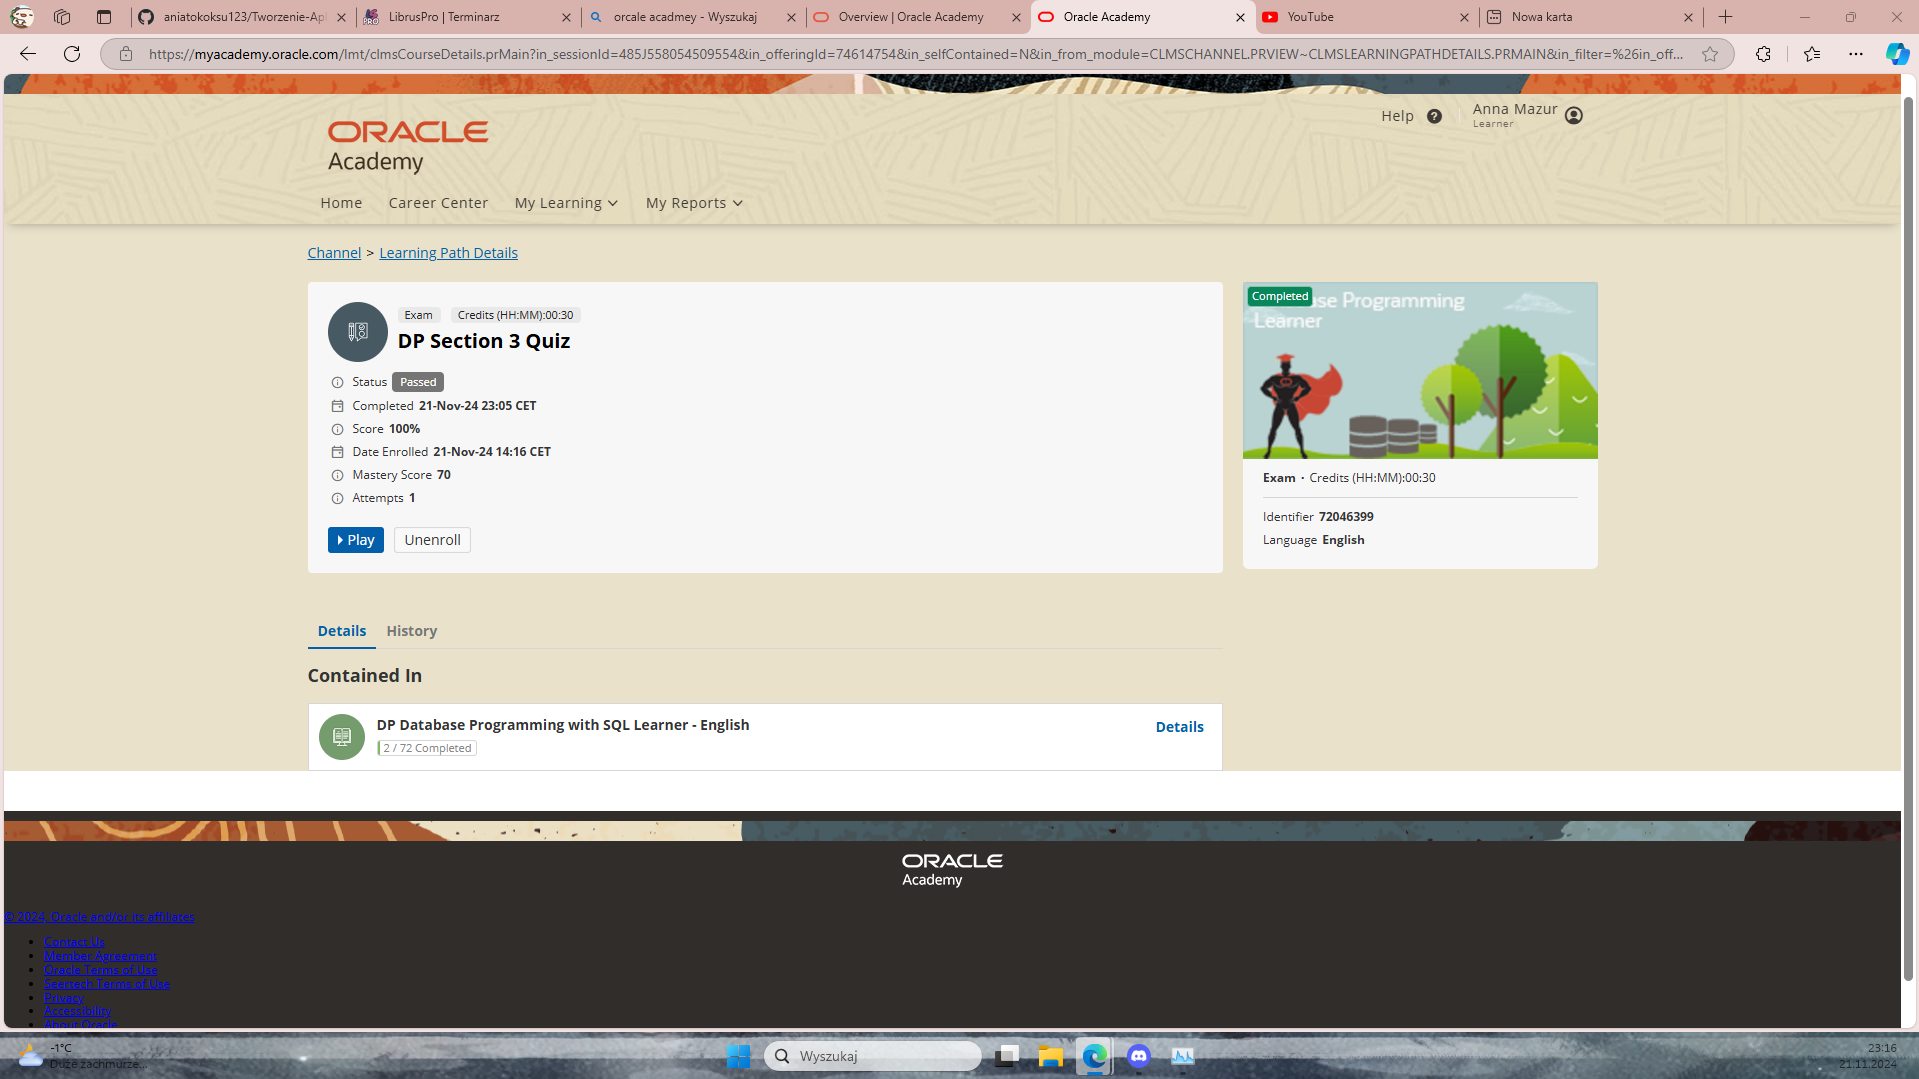 aniatokoksu123/Tworzenie-Apl
LibrusPro | Terminarz
orcale acadmey - Wyszukaj
Overview | Oracle Academy
Oracle Academy
YouTube
Nowa karta
https://myacademy.oracle.com/lmt/clmsCourseDetails.prMain?in_sessionId=485J558054509554&in_offeringId=74614754&in_selfContained=N&in_from_module=CLMSCHANNEL.PRVIEW~CLMSLEARNINGPATHDETAILS.PRMAIN&in_filter=%26in_off...
ORACLE
Academy
Help
Anna Mazur
Learner
Home
Career Center
My Learning
My Reports
Channel > Learning Path Details
Exam
Credits (HH:MM):00:30
DP Section 3 Quiz
Status Passed
Completed 21-Nov-24 23:05 CET
Score 100%
Date Enrolled 21-Nov-24 14:16 CET
Mastery Score 70
Attempts 1
Play
Unenroll
Completed
se Programming
Learner
Exam · Credits (HH:MM):00:30
Identifier 72046399
Language English
Details
History
Contained In
DP Database Programming with SQL Learner - English
2 / 72 Completed
Details
ORACLE
Academy
© 2024, Oracle and/or its affiliates
• Contact Us
• Member Agreement
• Oracle Terms of Use
• Seertech Terms of Use
• Privacy
• Accessibility
• About Oracle
-1°C
Duże zachmurze...
Wyszukaj
23:16
21.11.2024